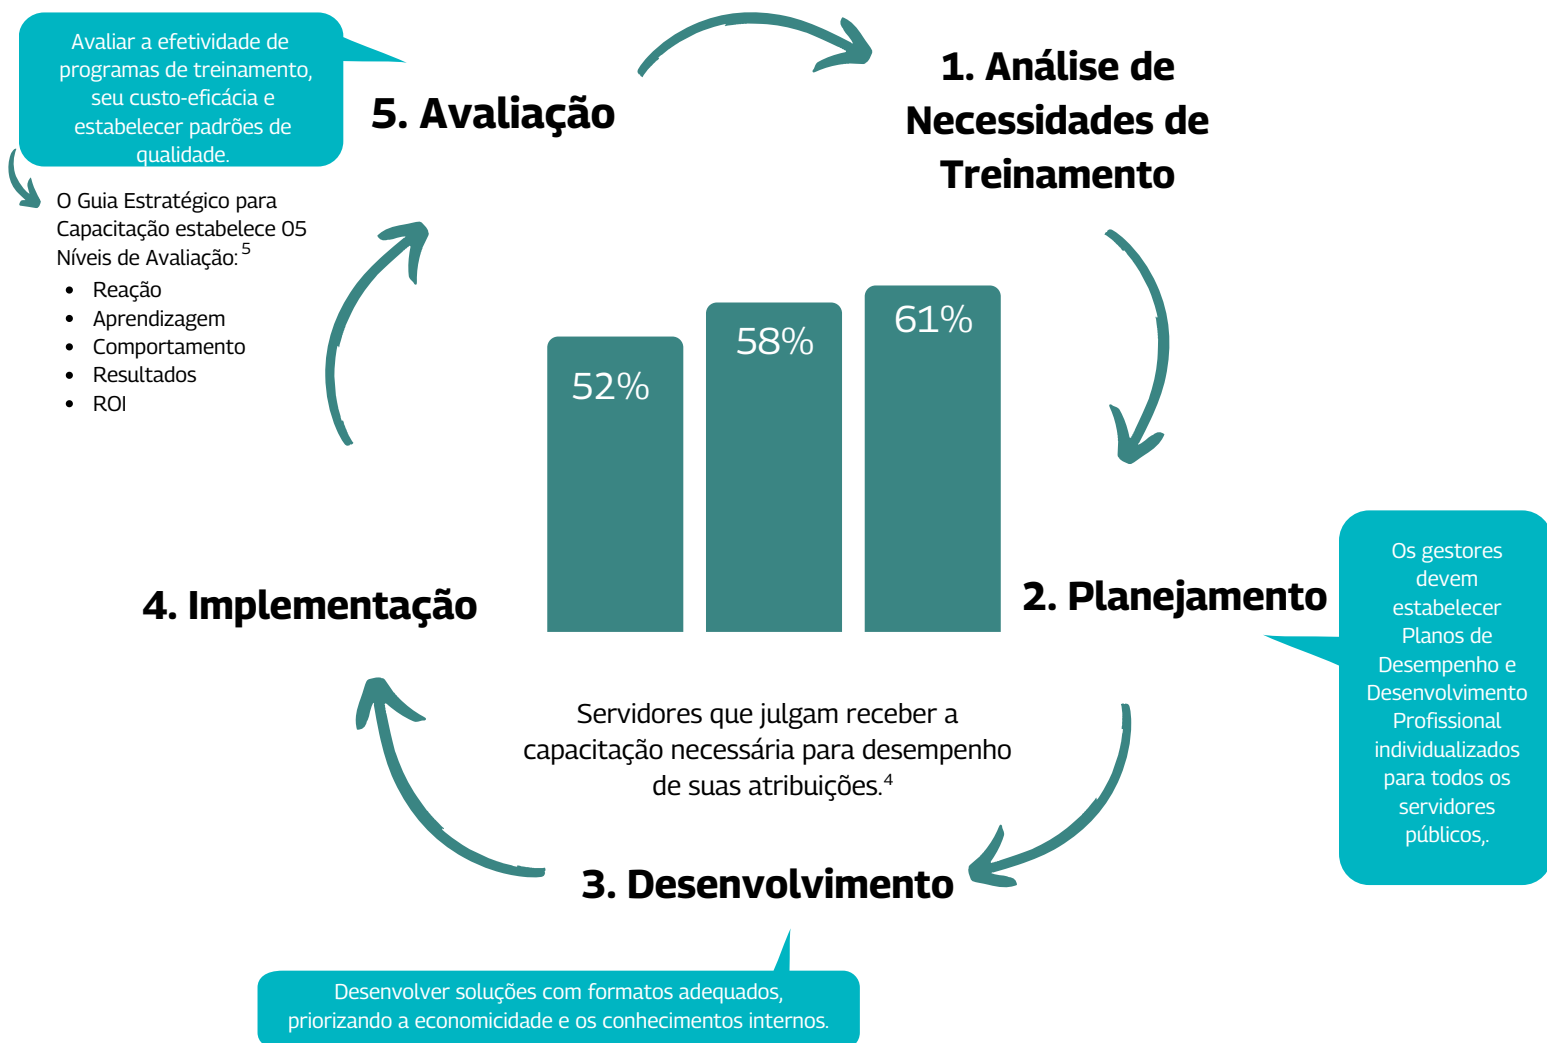 Avaliar a efetividade de
programas de treinamento,
seu custo-eficácia e
estabelecer padrões de
qualidade.
5. Avaliação
1. Análise de
Necessidades de
Treinamento
O Guia Estratégico para
Capacitação estabelece 05
Níveis de Avaliação: 5
• Reação
• Aprendizagem
• Comportamento
• Resultados
• ROI
52%
58%
61%
4. Implementação
2. Planejamento
Os gestores
devem
estabelecer
Planos de
Desempenho e
Desenvolvimento
Profissional
individualizados
para todos os
servidores
públicos,.
Servidores que julgam receber a
capacitação necessária para desempenho
de suas atribuições.4
3. Desenvolvimento
Desenvolver soluções com formatos adequados,
priorizando a economicidade e os conhecimentos internos.